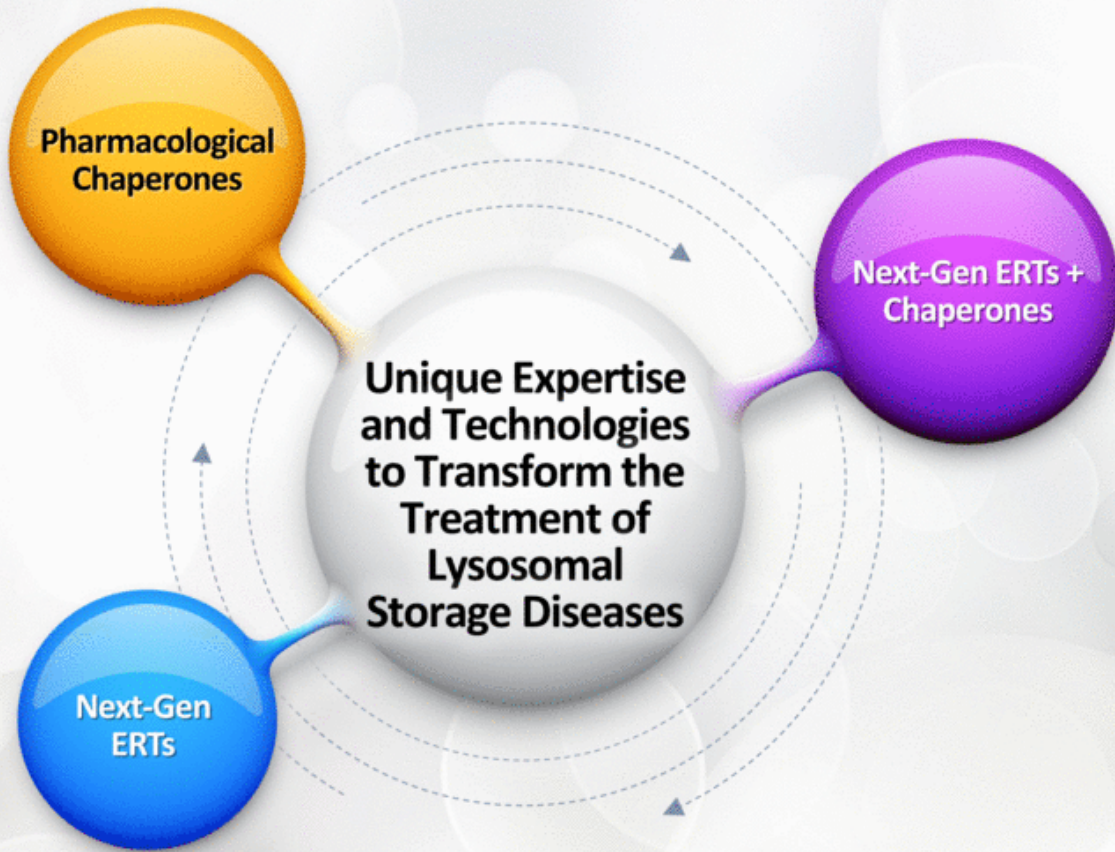 Pharmacological
Chaperones
Next-Gen ERTs +
Chaperones
Unique Expertise
and Technologies
to Transform the
Treatment of
Lysosomal
Storage Diseases
Next-Gen
ERTs